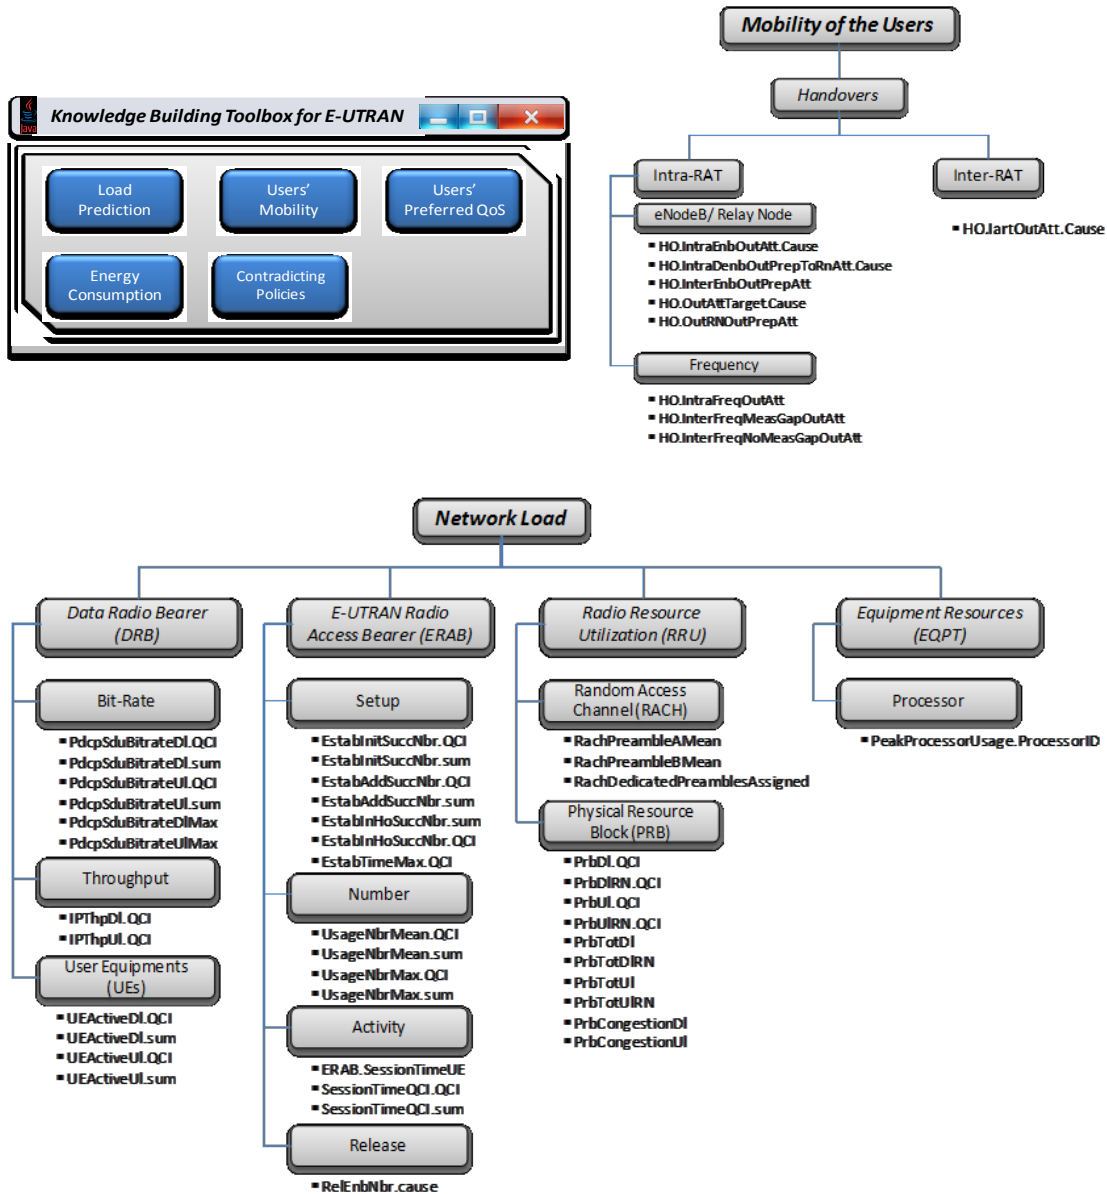 Mobility of the Users
Handovers
Intra-RAT
Inter-RAT
eNodeB/ Relay Node
▪ HO.IntraEnbOutAtt.Cause
▪ HO.IntraDenbOutPrepToRnAtt.Cause
▪ HO.InterEnbOutPrepAtt
▪ HO.OutAttTarget.Cause
▪ HO.OutRNOutPrepAtt
▪ HO.IartOutAtt.Cause
Frequency
▪ HO.IntraFreqOutAtt
▪ HO.InterFreqMeasGapOutAtt
▪ HO.InterFreqNoMeasGapOutAtt
Java
Knowledge Building Toolbox for E-UTRAN
Load
Prediction
Users'
Mobility
Users'
Preferred QoS
Energy
Consumption
Contradicting
Policies
Network Load
Data Radio Bearer
(DRB)
Bit-Rate
▪ PdcpSduBitrateDl.QCI
▪ PdcpSduBitrateDl.sum
▪ PdcpSduBitrateUl.QCI
▪ PdcpSduBitrateUl.sum
▪ PdcpSduBitrateDlMax
▪ PdcpSduBitrateUlMax
Throughput
▪ IPThpDl.QCI
▪ IPThpUl.QCI
User Equipments
(UEs)
▪ UEActiveDl.QCI
▪ UEActiveDl.sum
▪ UEActiveUl.QCI
▪ UEActiveUl.sum
E-UTRAN Radio
Access Bearer (ERAB)
Setup
▪ EstabInitSuccNbr.QCI
▪ EstabInitSuccNbr.sum
▪ EstabAddSuccNbr.QCI
▪ EstabAddSuccNbr.sum
▪ EstabInHoSuccNbr.sum
▪ EstabInHoSuccNbr.QCI
▪ EstabTimeMax.QCI
Number
▪ UsageNbrMean.QCI
▪ UsageNbrMean.sum
▪ UsageNbrMax.QCI
▪ UsageNbrMax.sum
Activity
▪ ERAB.SessionTimeUE
▪ SessionTimeQCI.QCI
▪ SessionTimeQCI.sum
Release
▪ RelEnbNbr.cause
Radio Resource
Utilization (RRU)
Random Access
Channel (RACH)
▪ RachPreambleAMean
▪ RachPreambleBMean
▪ RachDedicatedPreamblesAssigned
Physical Resource
Block (PRB)
▪ PrbDl.QCI
▪ PrbDlRN.QCI
▪ PrbUl.QCI
▪ PrbUlRN.QCI
▪ PrbTotDl
▪ PrbTotDlRN
▪ PrbTotUl
▪ PrbTotUlRN
▪ PrbCongestionDl
▪ PrbCongestionUl
Equipment Resources
(EQPT)
Processor
▪ PeakProcessorUsage.ProcessorID